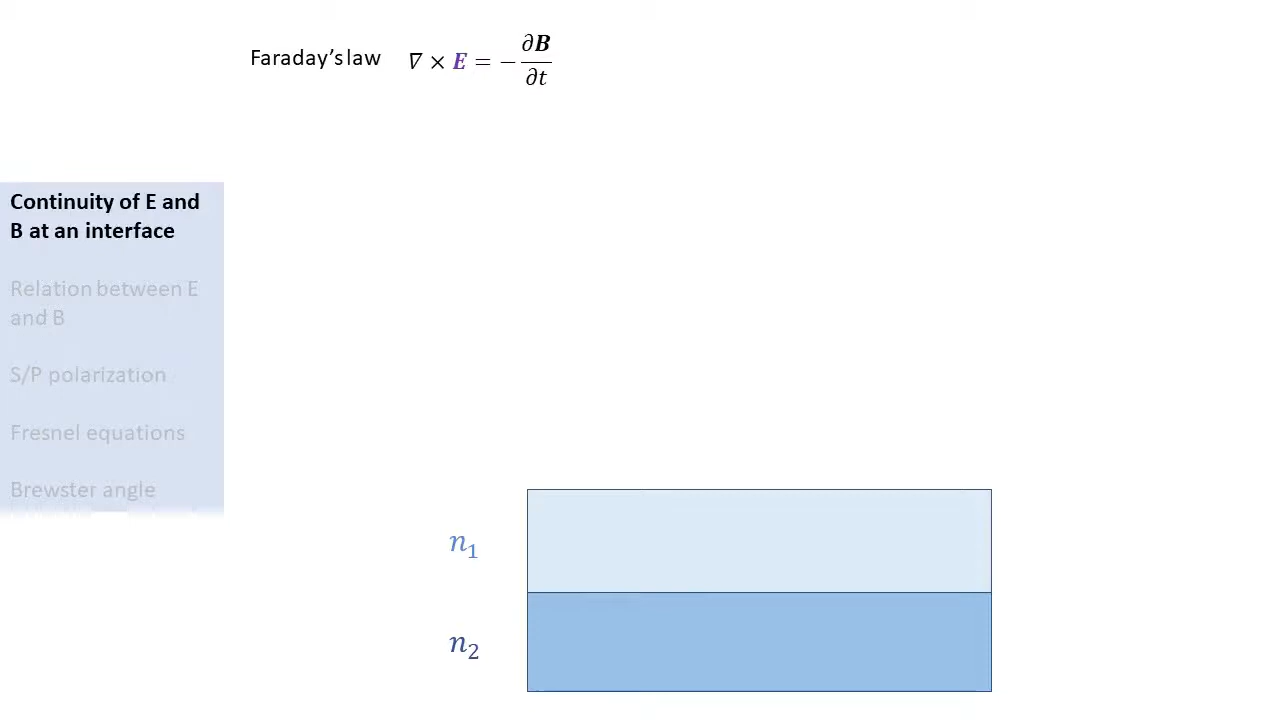 Faraday's law ∇ × E = −∂B/∂t
Continuity of E and
B at an interface
Relation between E
and B
S/P polarization
Fresnel equations
Brewster angle
n₁
n₂